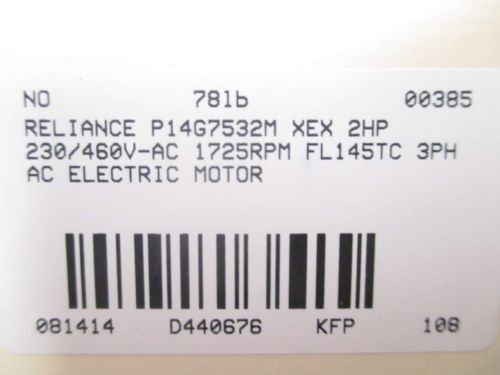 NO 78lb 00385
RELIANCE P14G7532M XEX 2HP
230/460V-AC 1725RPM FL145TC 3PH
AC ELECTRIC MOTOR
081414 D440676 KFP 108